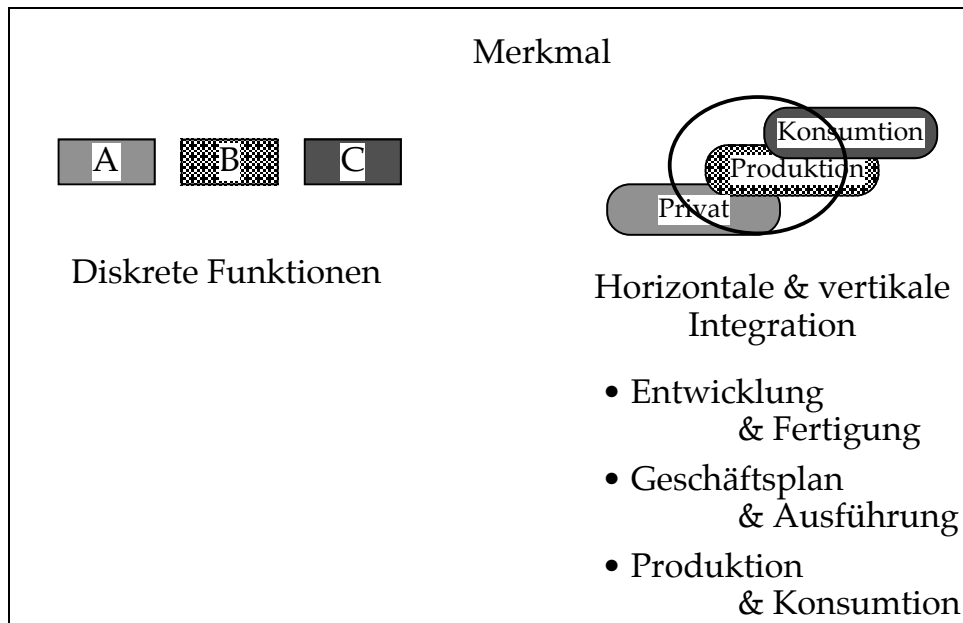 Merkmal
A B C
Diskrete Funktionen
Konsumtion
Produktion
Privat
Horizontale & vertikale
Integration
• Entwicklung
& Fertigung
• Geschäftsplan
& Ausführung
• Produktion
& Konsumtion